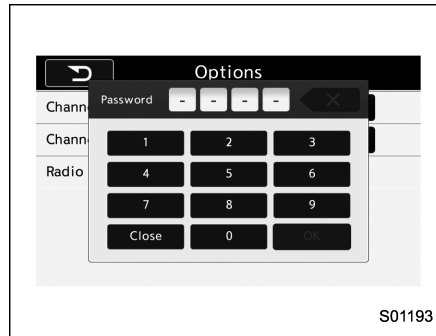 Options
Password - - - -
Chann
1 2 3
Chann
4 5 6
Radio
7 8 9
Close 0 OK
S01193